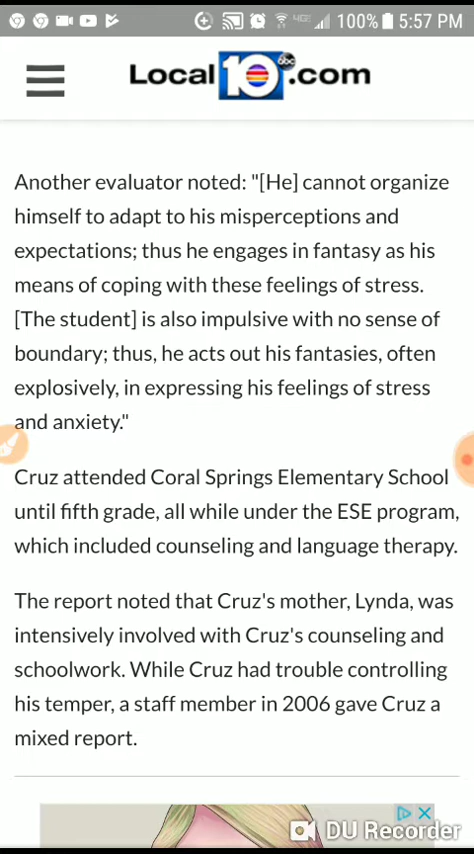 4G 100% 5:57 PM
Local 10 abc .com
Another evaluator noted: "[He] cannot organize
himself to adapt to his misperceptions and
expectations; thus he engages in fantasy as his
means of coping with these feelings of stress.
[The student] is also impulsive with no sense of
boundary; thus, he acts out his fantasies, often
explosively, in expressing his feelings of stress
and anxiety."
Cruz attended Coral Springs Elementary School
until fifth grade, all while under the ESE program,
which included counseling and language therapy.
The report noted that Cruz's mother, Lynda, was
intensively involved with Cruz's counseling and
schoolwork. While Cruz had trouble controlling
his temper, a staff member in 2006 gave Cruz a
mixed report.
DU Recorder